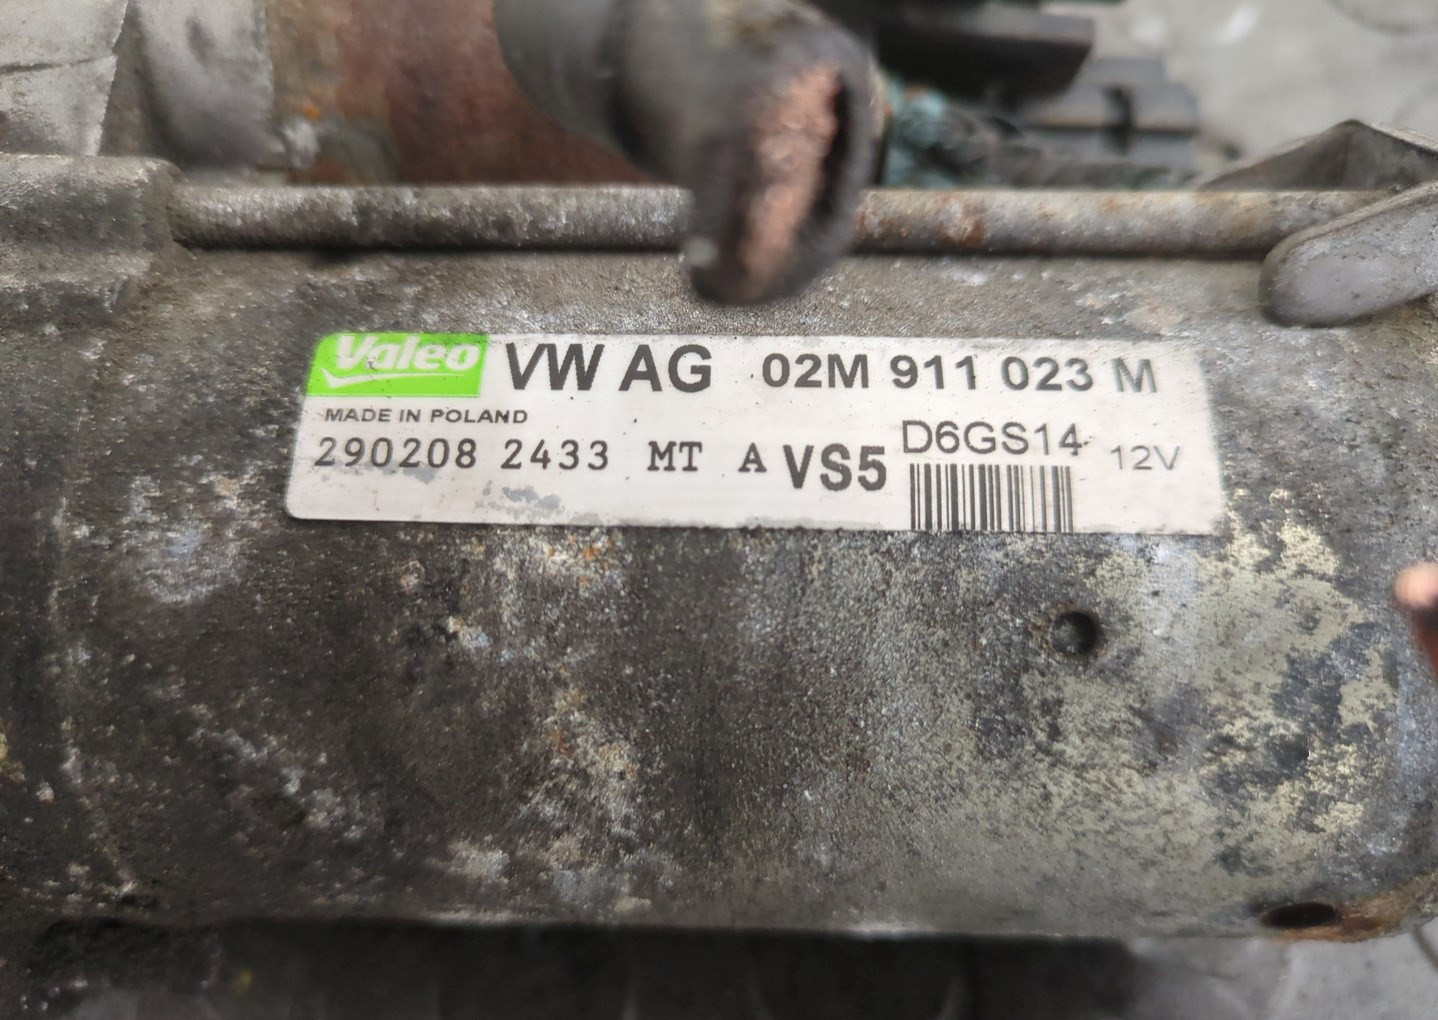 Valeo VW AG 02M 911 023 M
MADE IN POLAND
290208 2433 MT A VS5 D6GS14 12V